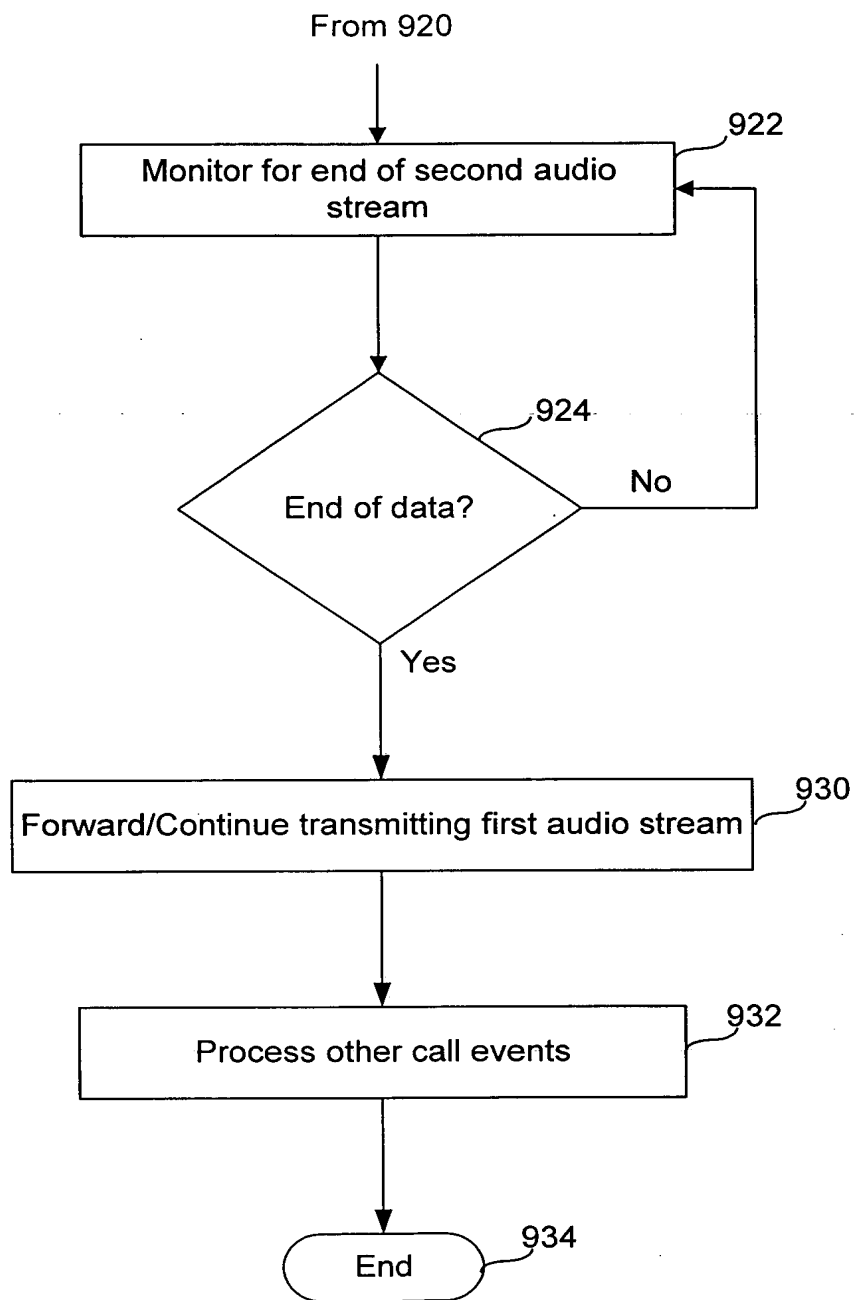 From 920
922
Monitor for end of second audio
stream
924
End of data?
No
Yes
930
Forward/Continue transmitting first audio stream
932
Process other call events
934
End